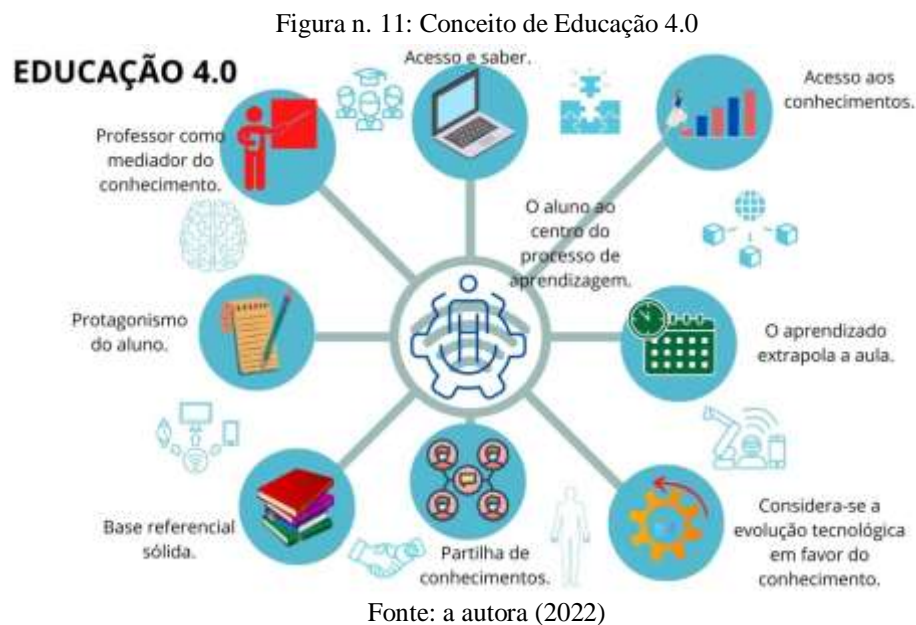 Figura n. 11: Conceito de Educação 4.0
EDUCAÇÃO 4.0
Acesso e saber.
Acesso aos
conhecimentos.
Professor como
mediador do
conhecimento.
O aluno ao
centro do
processo de
aprendizagem.
Protagonismo
do aluno.
O aprendizado
extrapola a aula.
Base referencial
sólida.
Partilha de
conhecimentos.
Considera-se a
evolução tecnológica
em favor do
conhecimento.
Fonte: a autora (2022)